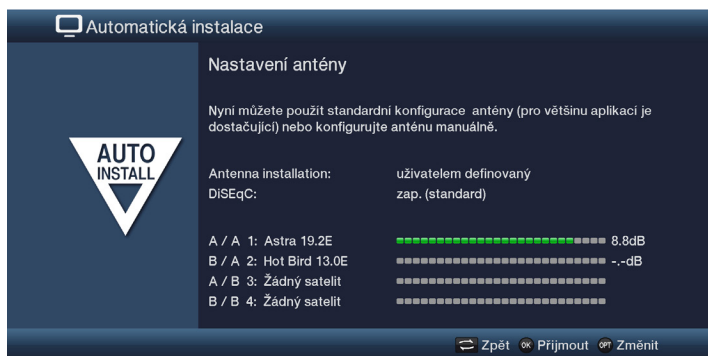 Automatická instalace
Nastavení antény
Nyní můžete použít standardní konfigurace antény (pro většinu aplikací je
dostačující) nebo konfigurujte anténu manuálně.
AUTO
INSTALL
Antenna installation: uživatelem definovaný
DiSEqC: zap. (standard)
A / A 1: Astra 19.2E 8.8dB
B / A 2: Hot Bird 13.0E -.-dB
A / B 3: Žádný satelit
B / B 4: Žádný satelit
Zpět OK Přijmout OPT Změnit